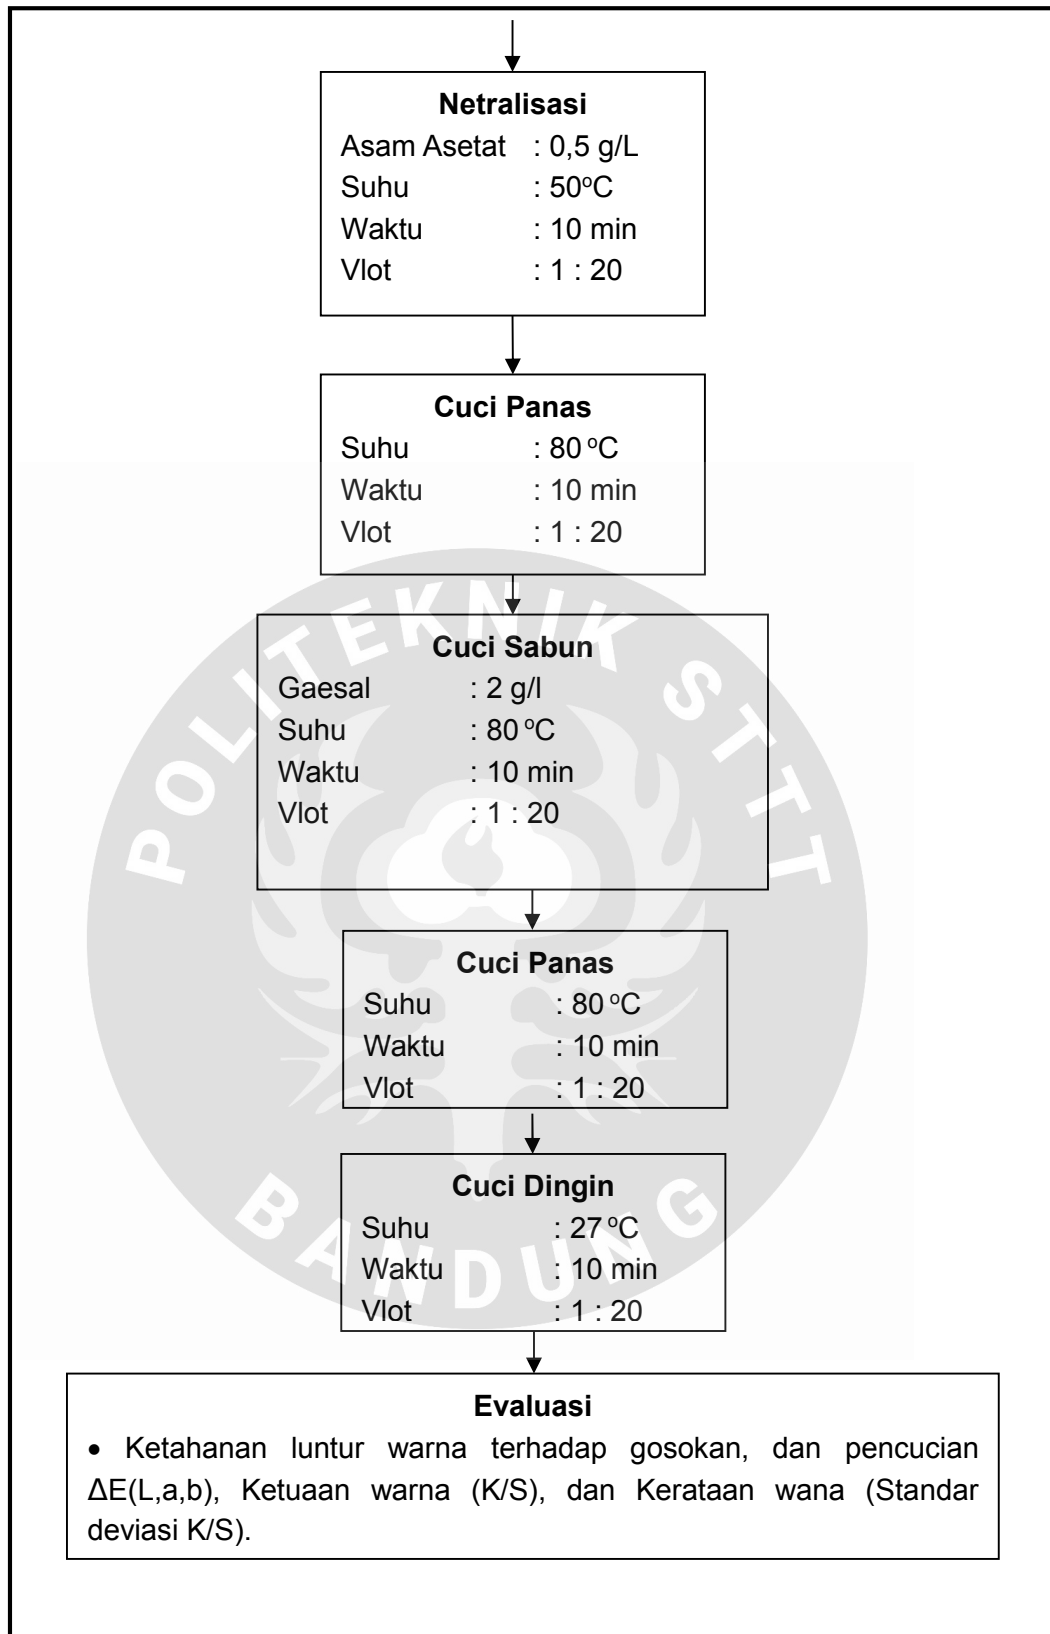 Netralisasi
Asam Asetat : 0,5 g/L
Suhu : 50°C
Waktu : 10 min
Vlot : 1 : 20
Cuci Panas
Suhu : 80 °C
Waktu : 10 min
Vlot : 1 : 20
Cuci Sabun
Gaesal : 2 g/l
Suhu : 80 °C
Waktu : 10 min
Vlot : 1 : 20
Cuci Panas
Suhu : 80 °C
Waktu : 10 min
Vlot : 1 : 20
Cuci Dingin
Suhu : 27 °C
Waktu : 10 min
Vlot : 1 : 20
Evaluasi
• Ketahanan luntur warna terhadap gosokan, dan pencucian
ΔE(L,a,b), Ketuaan warna (K/S), dan Kerataan wana (Standar
deviasi K/S).
POLITEKNIK STTT
BANDUNG